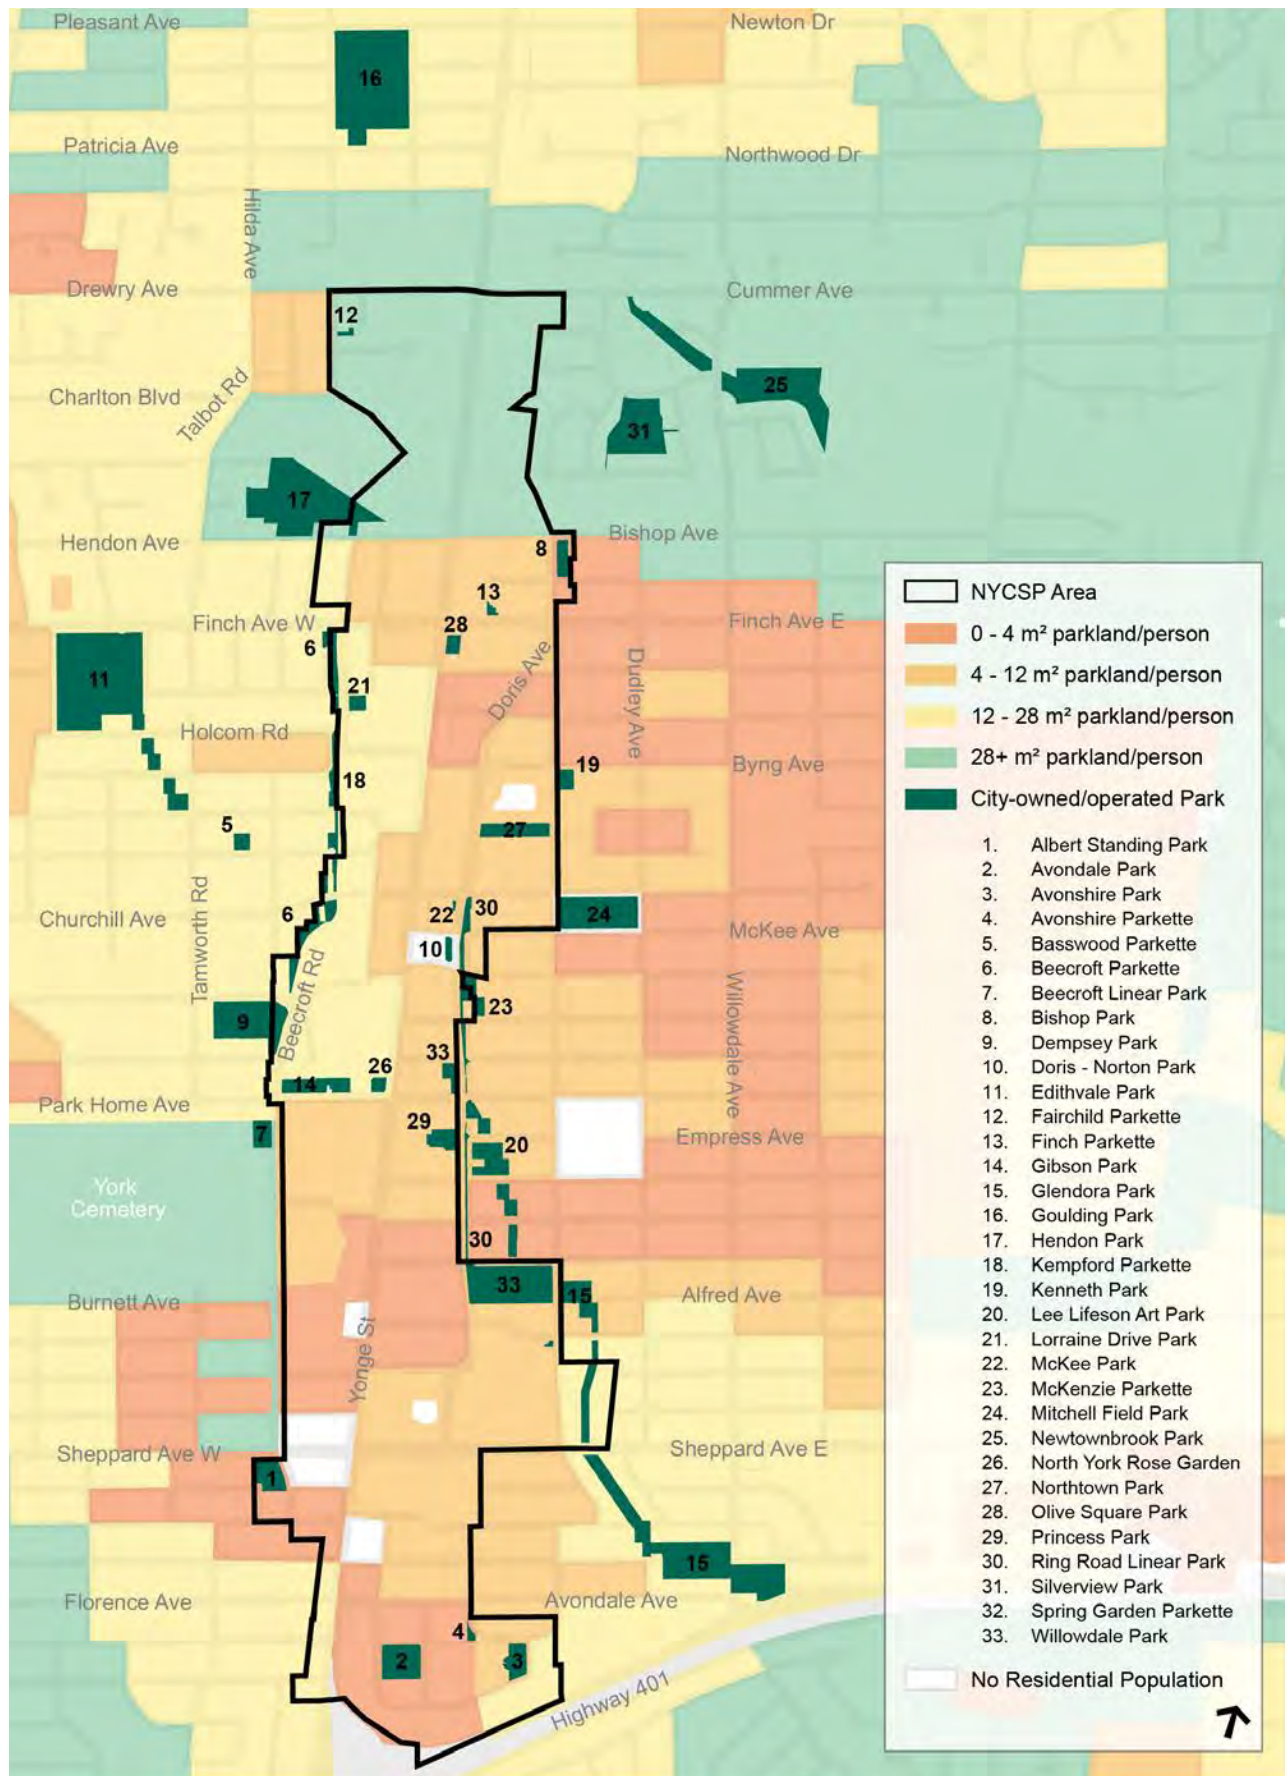 Pleasant Ave
Newton Dr
16
Patricia Ave
Northwood Dr
Hilda Ave
Drewry Ave
Cummer Ave
12
Charlton Blvd
Talbot Rd
25
31
17
Hendon Ave
Bishop Ave
8
13
Finch Ave W
28
Finch Ave E
6
11
21
Doris Ave
Dudley Ave
Holcom Rd
18
19
Byng Ave
5
27
Tamworth Rd
Churchill Ave
6
22
30
24
McKee Ave
10
Beecroft Rd
Willowdale Ave
9
23
33
26
14
Park Home Ave
7
29
20
Empress Ave
York
Cemetery
30
33
15
Burnett Ave
Alfred Ave
Yonge St
Sheppard Ave W
Sheppard Ave E
1
15
Florence Ave
Avondale Ave
4
2
3
Highway 401
NYCSP Area
0 - 4 m² parkland/person
4 - 12 m² parkland/person
12 - 28 m² parkland/person
28+ m² parkland/person
City-owned/operated Park
1. Albert Standing Park
2. Avondale Park
3. Avonshire Park
4. Avonshire Parkette
5. Basswood Parkette
6. Beecroft Parkette
7. Beecroft Linear Park
8. Bishop Park
9. Dempsey Park
10. Doris - Norton Park
11. Edithvale Park
12. Fairchild Parkette
13. Finch Parkette
14. Gibson Park
15. Glendora Park
16. Goulding Park
17. Hendon Park
18. Kempford Parkette
19. Kenneth Park
20. Lee Lifeson Art Park
21. Lorraine Drive Park
22. McKee Park
23. McKenzie Parkette
24. Mitchell Field Park
25. Newtownbrook Park
26. North York Rose Garden
27. Northtown Park
28. Olive Square Park
29. Princess Park
30. Ring Road Linear Park
31. Silverview Park
32. Spring Garden Parkette
33. Willowdale Park
No Residential Population